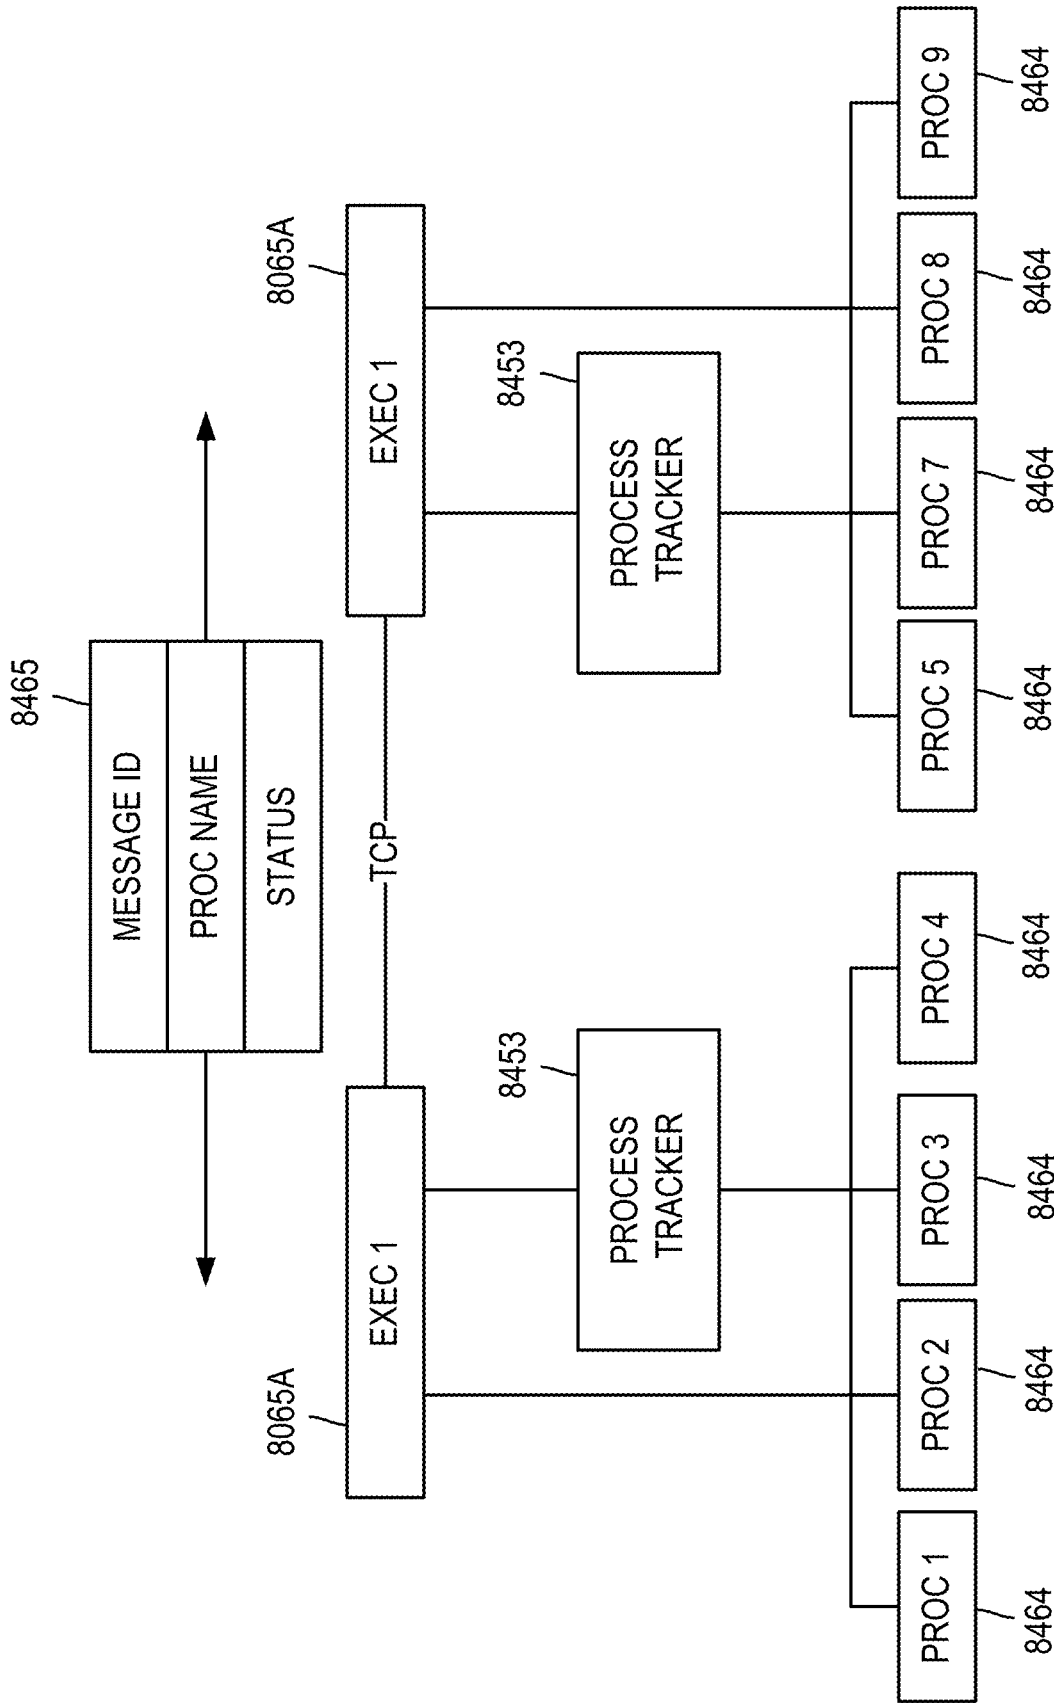 8465
MESSAGE ID
PROC NAME
STATUS
8065A
EXEC 1
TCP
8065A
EXEC 1
8453
PROCESS
TRACKER
8453
PROCESS
TRACKER
PROC 1
PROC 2
PROC 3
PROC 4
PROC 5
PROC 7
PROC 8
PROC 9
8464
8464
8464
8464
8464
8464
8464
8464